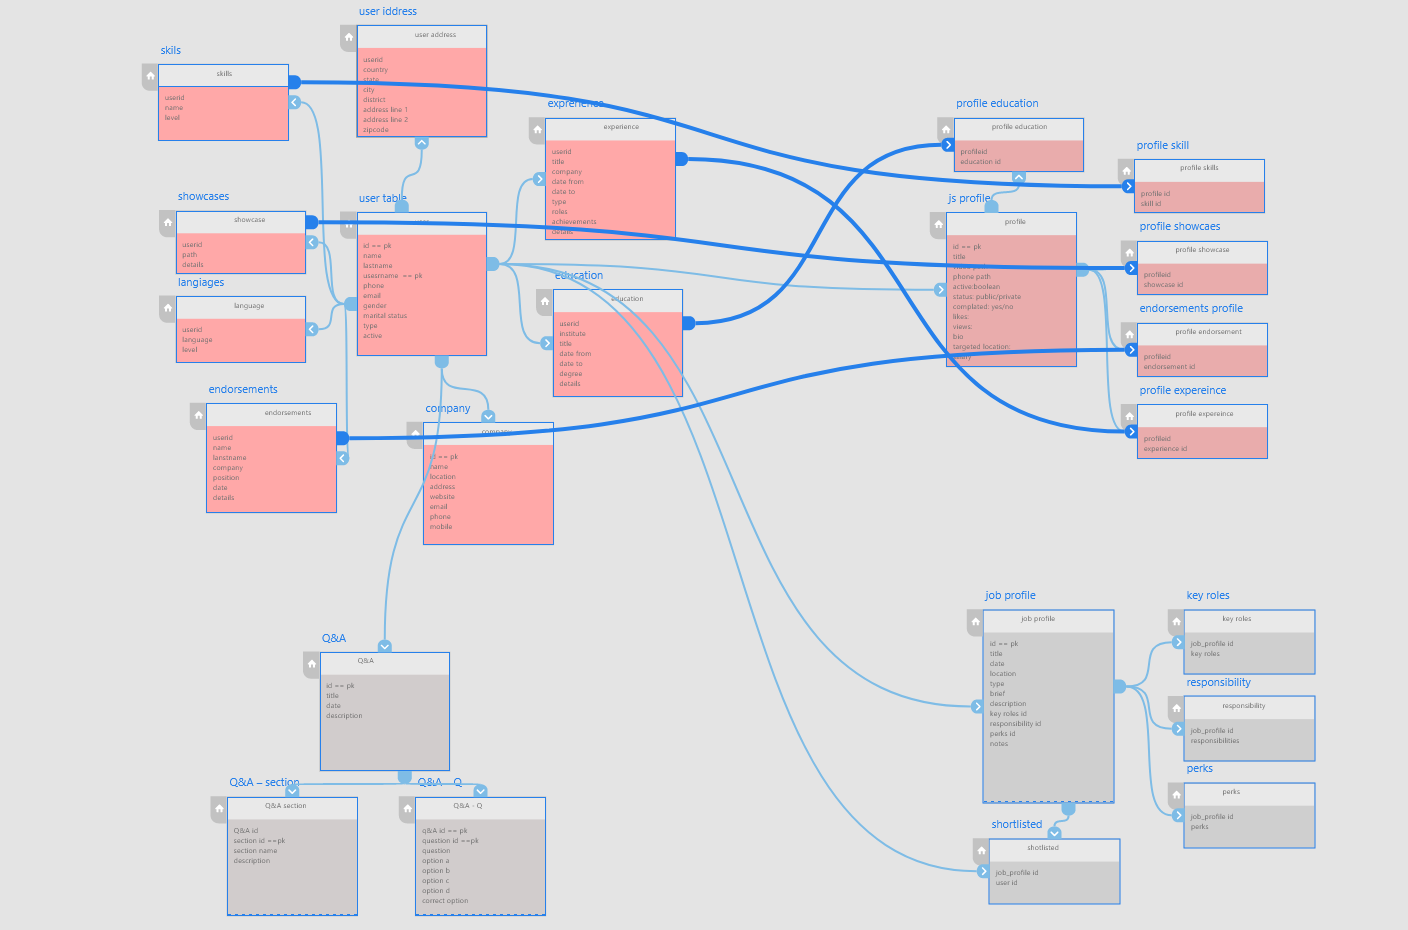 user iddress
user address
userid
country
state
city
district
address line 1
address line 2
zipcode
skils
skills
userid
name
level
exprerience
experience
userid
title
company
date from
date to
type
roles
achievements
details
profile education
profile education
profileid
education id
profile skill
profile skills
profile id
skill id
showcases
showcase
userid
path
details
user table
id == pk
name
lastname
username == pk
phone
email
gender
marital status
type
active
js profile
profile
id == pk
title
phone path
active:boolean
status: public/private
complated: yes/no
likes:
views:
bio
targeted location:
profile showcaes
profile showcase
profileid
showcase id
langiages
language
userid
language
level
education
education
userid
institute
title
date from
date to
degree
details
endorsements profile
profile endorsement
profileid
endorsement id
endorsements
endorsements
userid
name
lanstname
company
position
date
details
company
company
id == pk
name
location
address
website
email
phone
mobile
profile expereince
profile expereince
profileid
experience id
Q&A
Q&A
id == pk
title
date
description
job profile
job profile
id == pk
title
date
location
type
brief
description
key roles id
responsibility id
perks id
notes
key roles
key roles
job_profile id
key roles
responsibility
responsibility
job_profile id
responsibilities
perks
perks
job_profile id
perks
Q&A – section
Q&A section
Q&A id
section id ==pk
section name
description
Q&A – Q
Q&A - Q
q&A id == pk
question id ==pk
question
option a
option b
option c
option d
correct option
shortlisted
shotlisted
job_profile id
user id